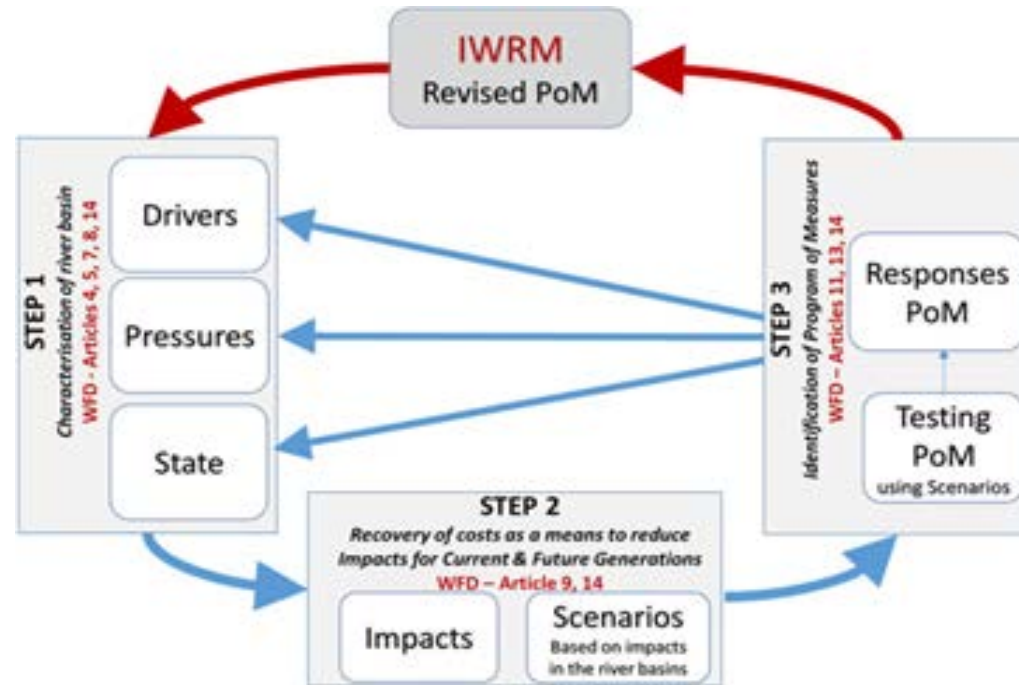 IWRM
Revised PoM
STEP 1
Characterisation of river basin
WFD - Articles 4, 5, 7, 8, 14
Drivers
Pressures
State
STEP 2
Recovery of costs as a means to reduce
Impacts for Current & Future Generations
WFD – Article 9, 14
Impacts
Scenarios
Based on impacts
in the river basins
STEP 3
Identification of Program of Measures
WFD – Articles 11, 13, 14
Responses
PoM
Testing
PoM
using Scenarios